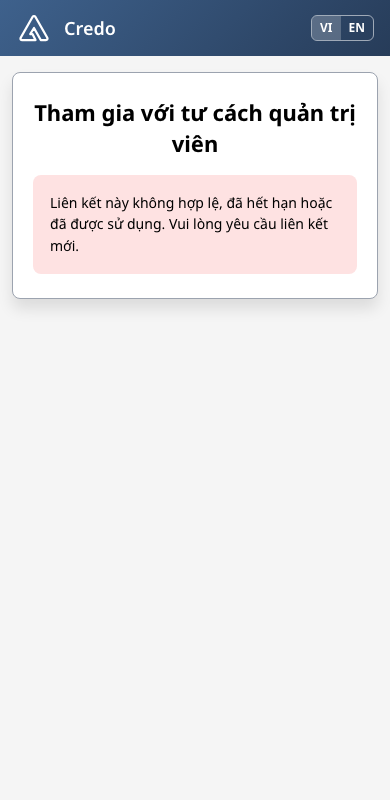 Credo
VI EN
Tham gia với tư cách quản trị
viên
Liên kết này không hợp lệ, đã hết hạn hoặc
đã được sử dụng. Vui lòng yêu cầu liên kết
mới.